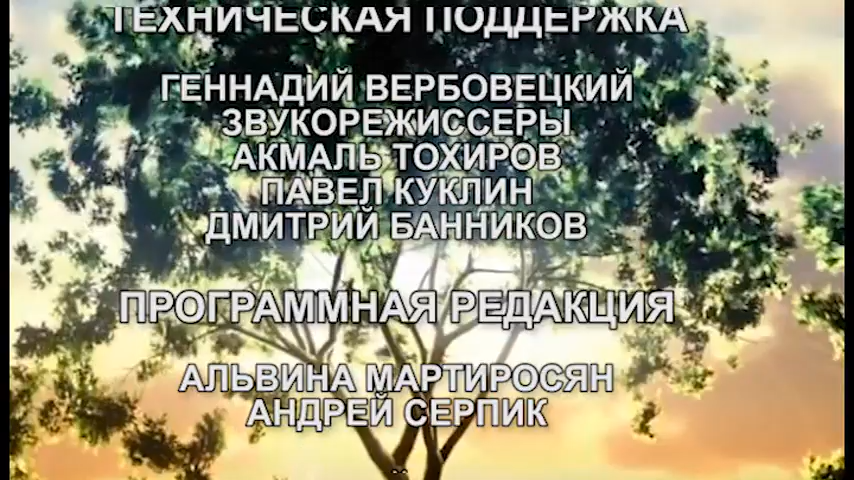 ТЕХНИЧЕСКАЯ ПОДДЕРЖКА
ГЕННАДИЙ ВЕРБОВЕЦКИЙ
ЗВУКОРЕЖИССЕРЫ
АКМАЛЬ ТОХИРОВ
ПАВЕЛ КУКЛИН
ДМИТРИЙ БАННИКОВ
ПРОГРАММНАЯ РЕДАКЦИЯ
АЛЬВИНА МАРТИРОСЯН
АНДРЕЙ СЕРПИК